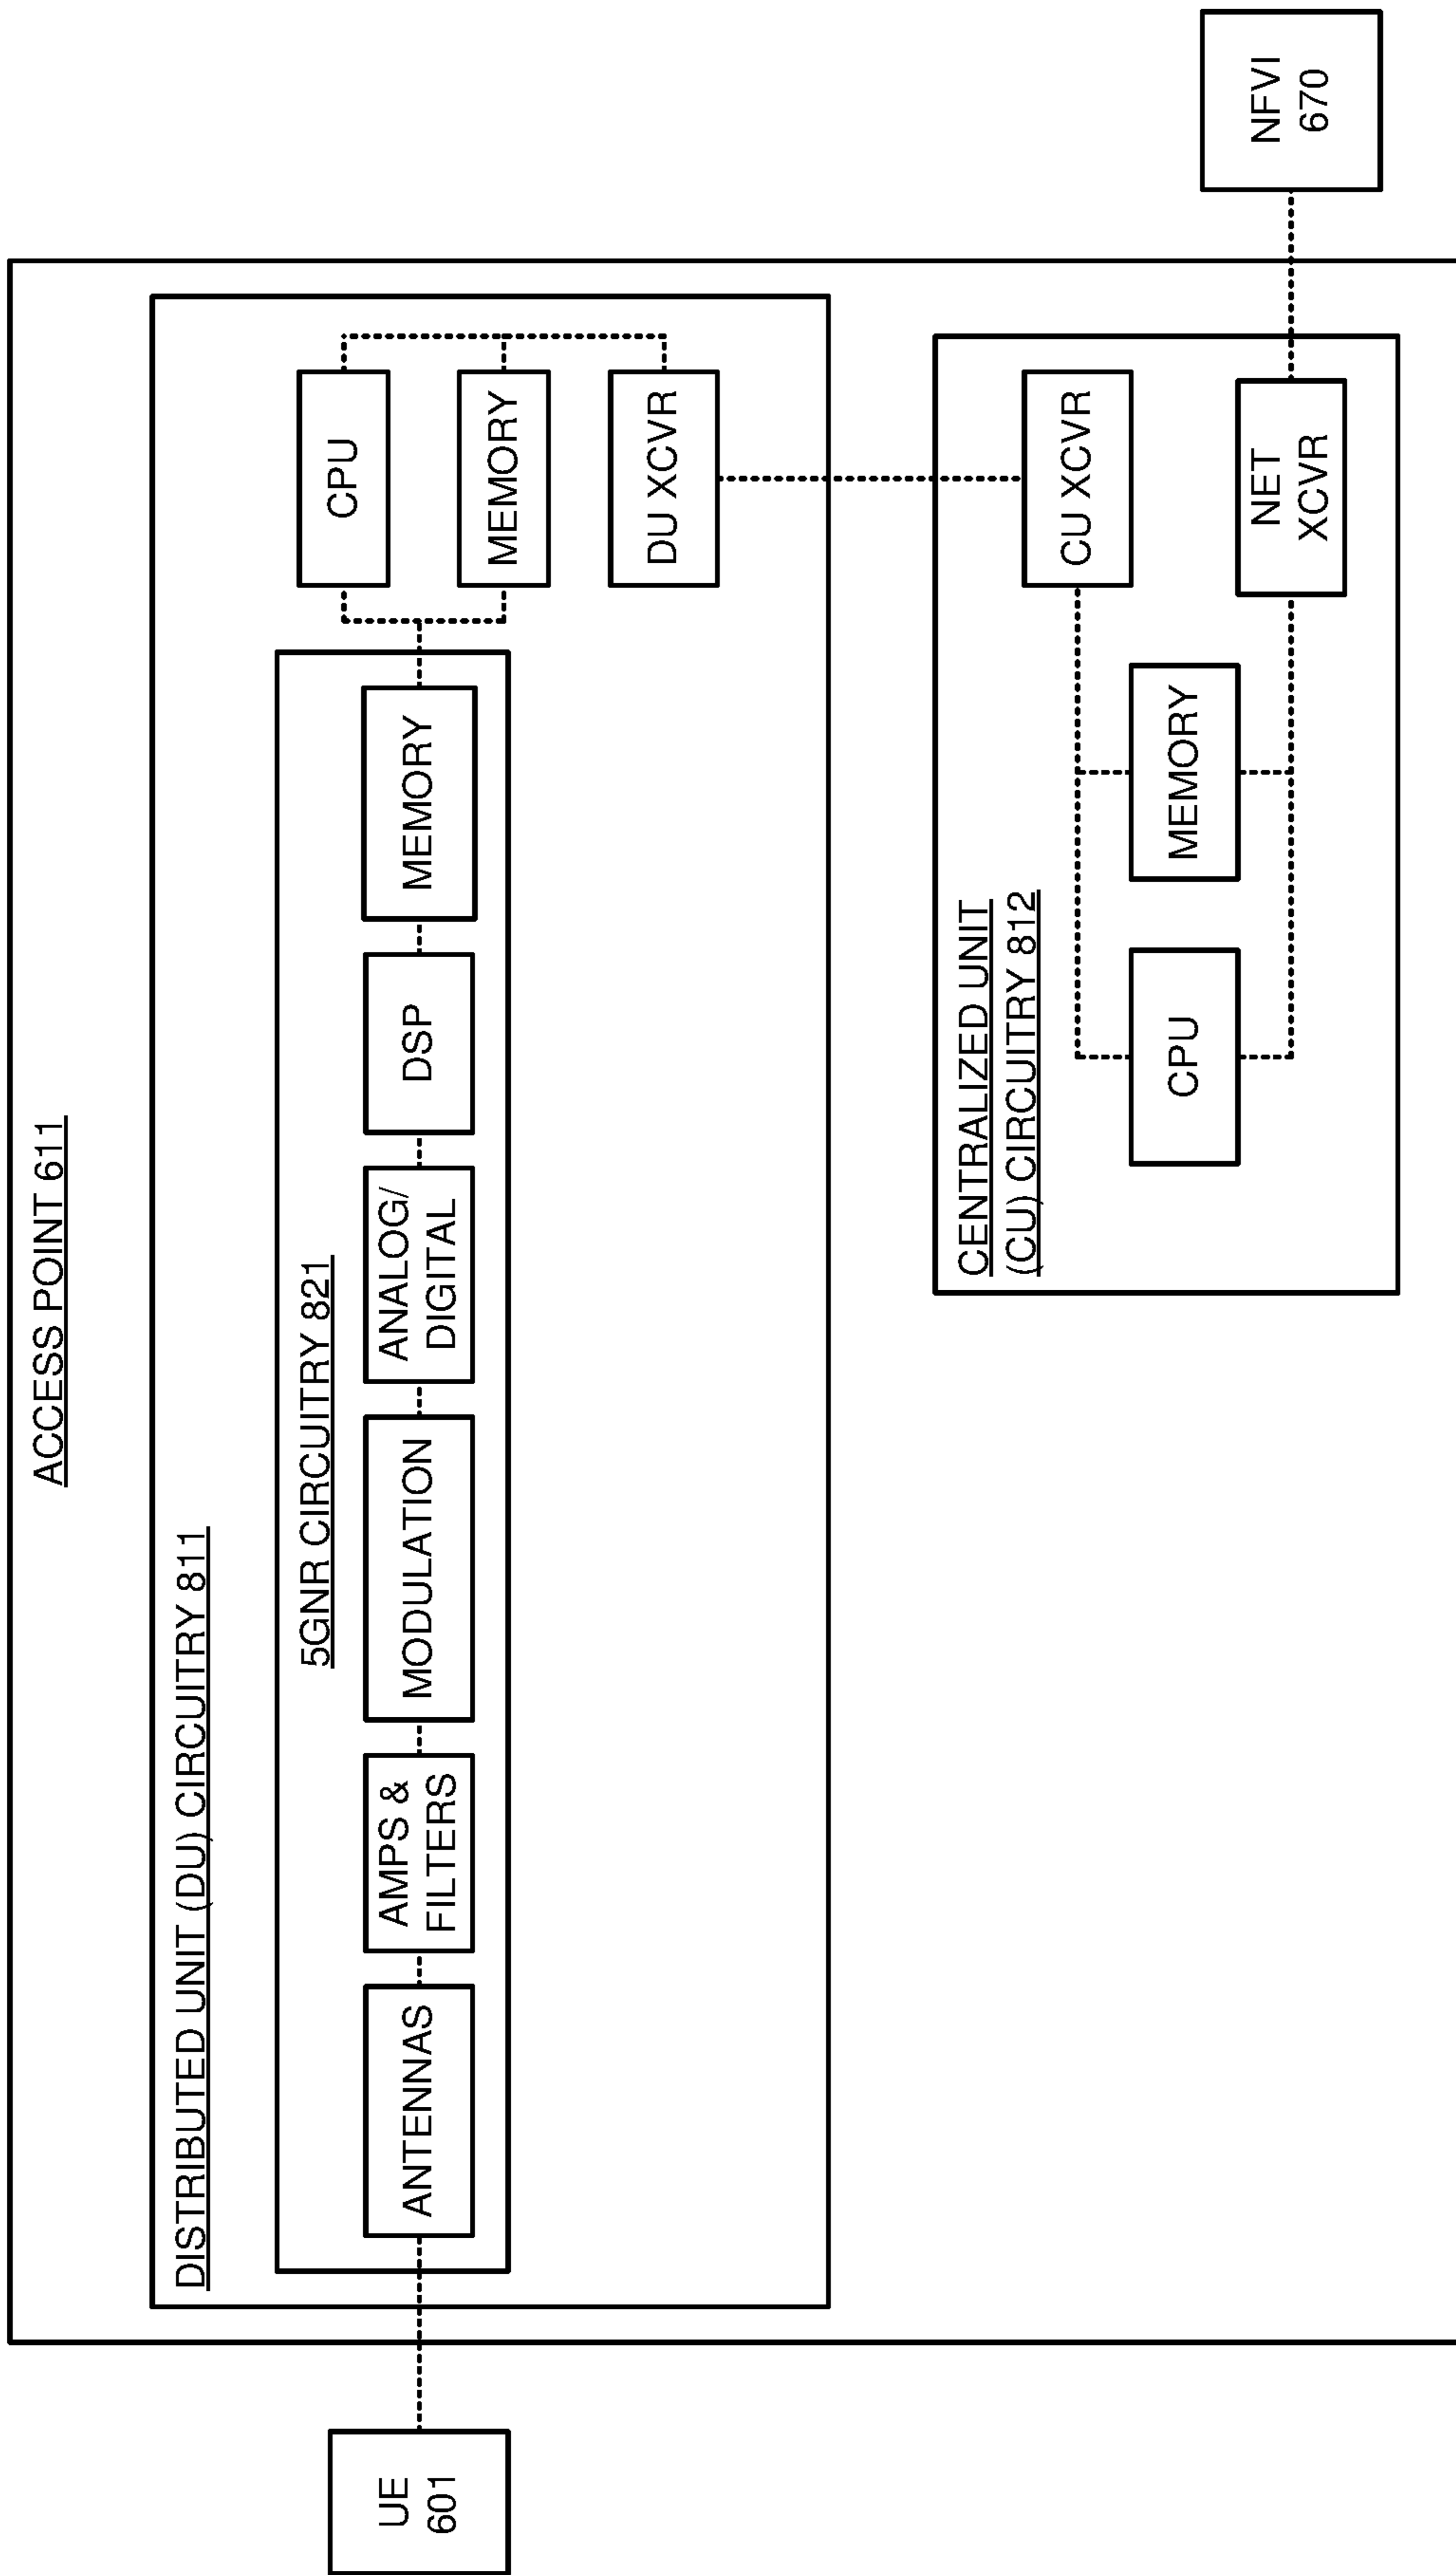 ACCESS POINT 611
DISTRIBUTED UNIT (DU) CIRCUITRY 811
5GNR CIRCUITRY 821
UE
601
ANTENNAS
AMPS &
FILTERS
MODULATION
ANALOG/
DIGITAL
DSP
MEMORY
CPU
MEMORY
DU XCVR
CENTRALIZED UNIT
(CU) CIRCUITRY 812
CPU
MEMORY
CU XCVR
NET
XCVR
NFVI
670